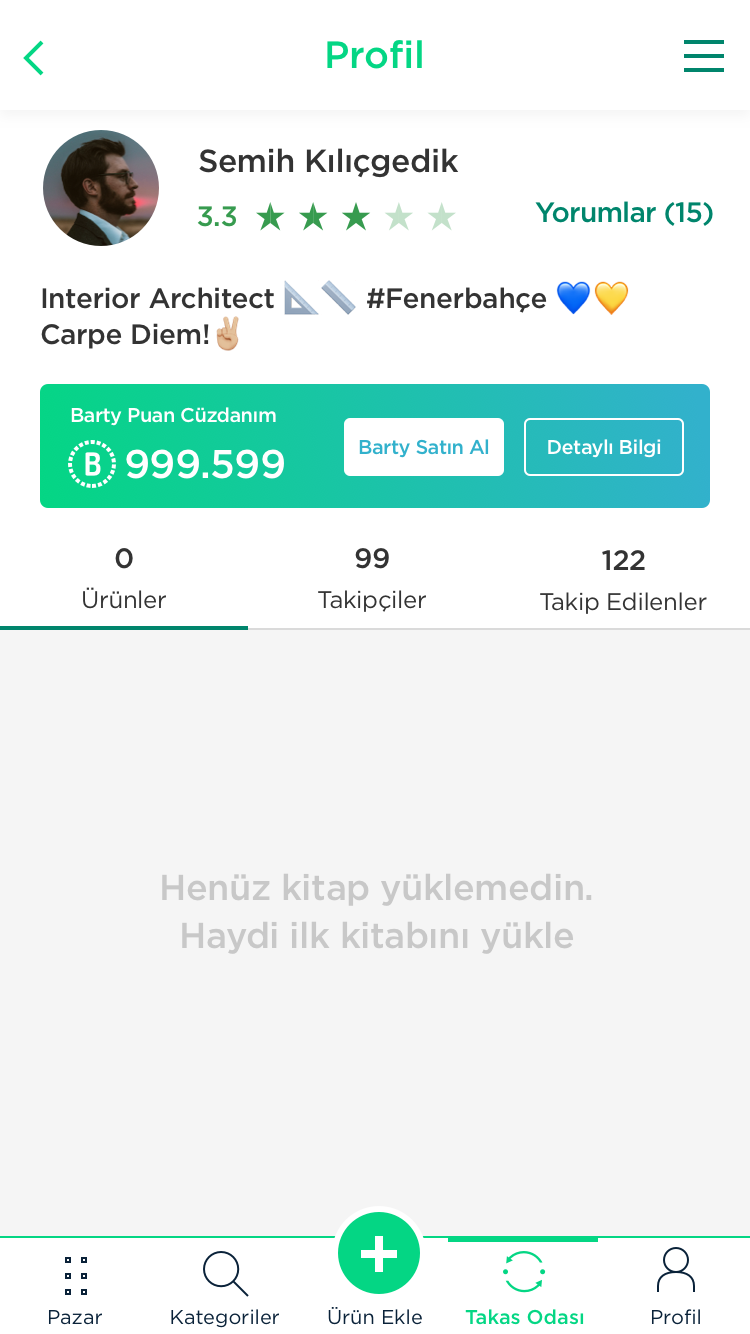 Profil
Semih Kılıçgedik
3.3
Yorumlar (15)
Interior Architect 📐📏 #Fenerbahçe 💙💛
Carpe Diem!✌🏼
Barty Puan Cüzdanım
B 999.599
Barty Satın Al
Detaylı Bilgi
0
Ürünler
99
Takipçiler
122
Takip Edilenler
Henüz kitap yüklemedin.
Haydi ilk kitabını yükle
Pazar
Kategoriler
Ürün Ekle
Takas Odası
Profil